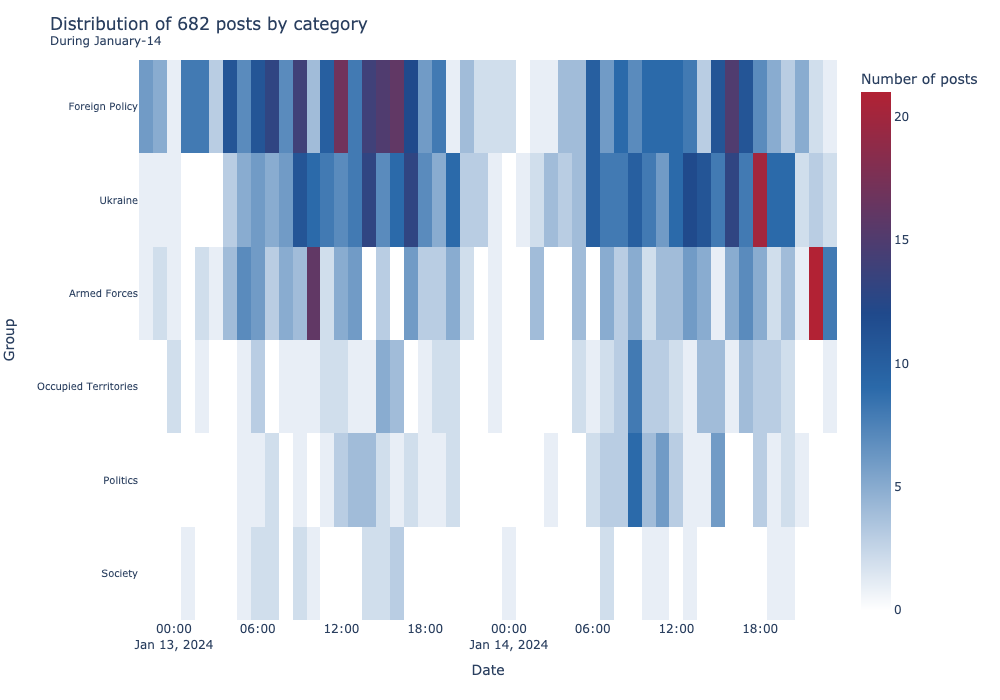 Distribution of 682 posts by category
During January-14
Number of posts
20
15
10
5
0
Group
Foreign Policy
Ukraine
Armed Forces
Occupied Territories
Politics
Society
00:00 06:00 12:00 18:00 00:00 06:00 12:00 18:00
Jan 13, 2024 Jan 14, 2024
Date